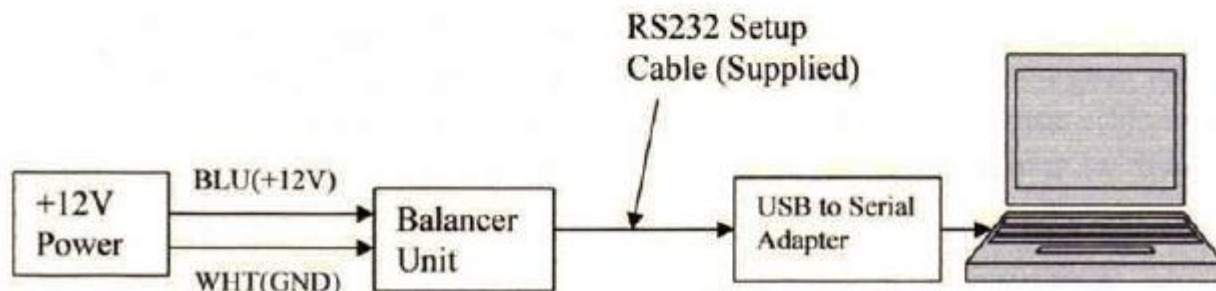 RS232 Setup
Cable (Supplied)
BLU(+12V)
+12V
Power
Balancer
Unit
USB to Serial
Adapter
WHT(GND)